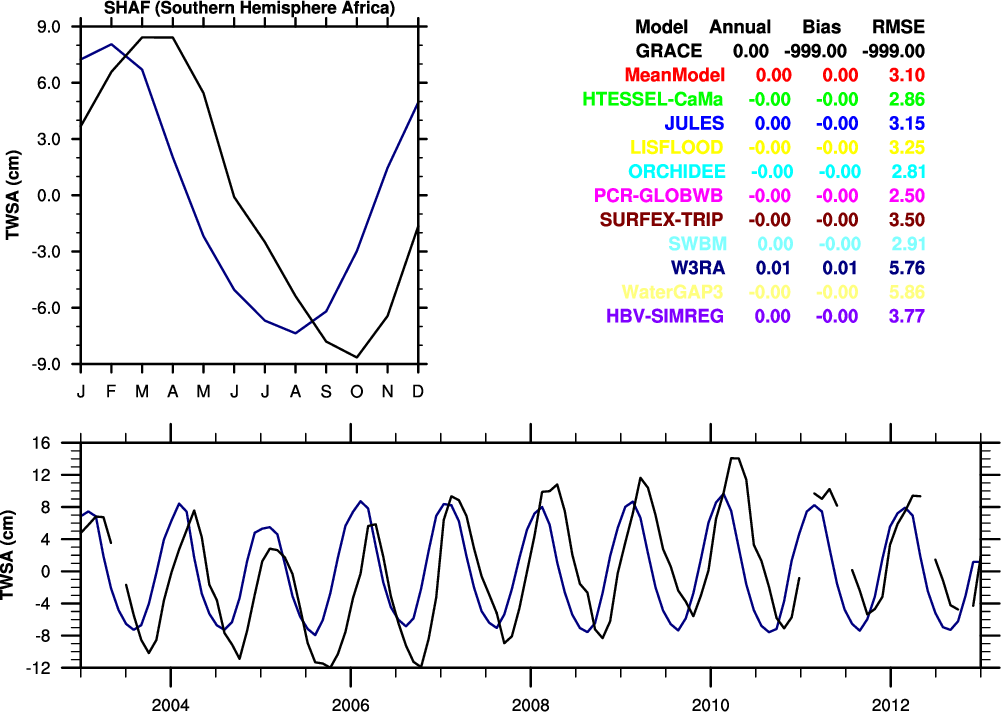 SHAF (Southern Hemisphere Africa)
9.0
6.0
3.0
0.0
-3.0
-6.0
-9.0
TWSA (cm)
J F M A M J J A S O N D
Model Annual Bias RMSE
GRACE 0.00 -999.00 -999.00
MeanModel 0.00 0.00 3.10
HTESSEL-CaMa -0.00 -0.00 2.86
JULES 0.00 -0.00 3.15
LISFLOOD -0.00 -0.00 3.25
ORCHIDEE -0.00 -0.00 2.81
PCR-GLOBWB -0.00 -0.00 2.50
SURFEX-TRIP -0.00 -0.00 3.50
SWBM 0.00 -0.00 2.91
W3RA 0.01 0.01 5.76
WaterGAP3 -0.00 -0.00 5.86
HBV-SIMREG 0.00 -0.00 3.77
16
12
8
4
0
-4
-8
-12
TWSA (cm)
2004 2006 2008 2010 2012